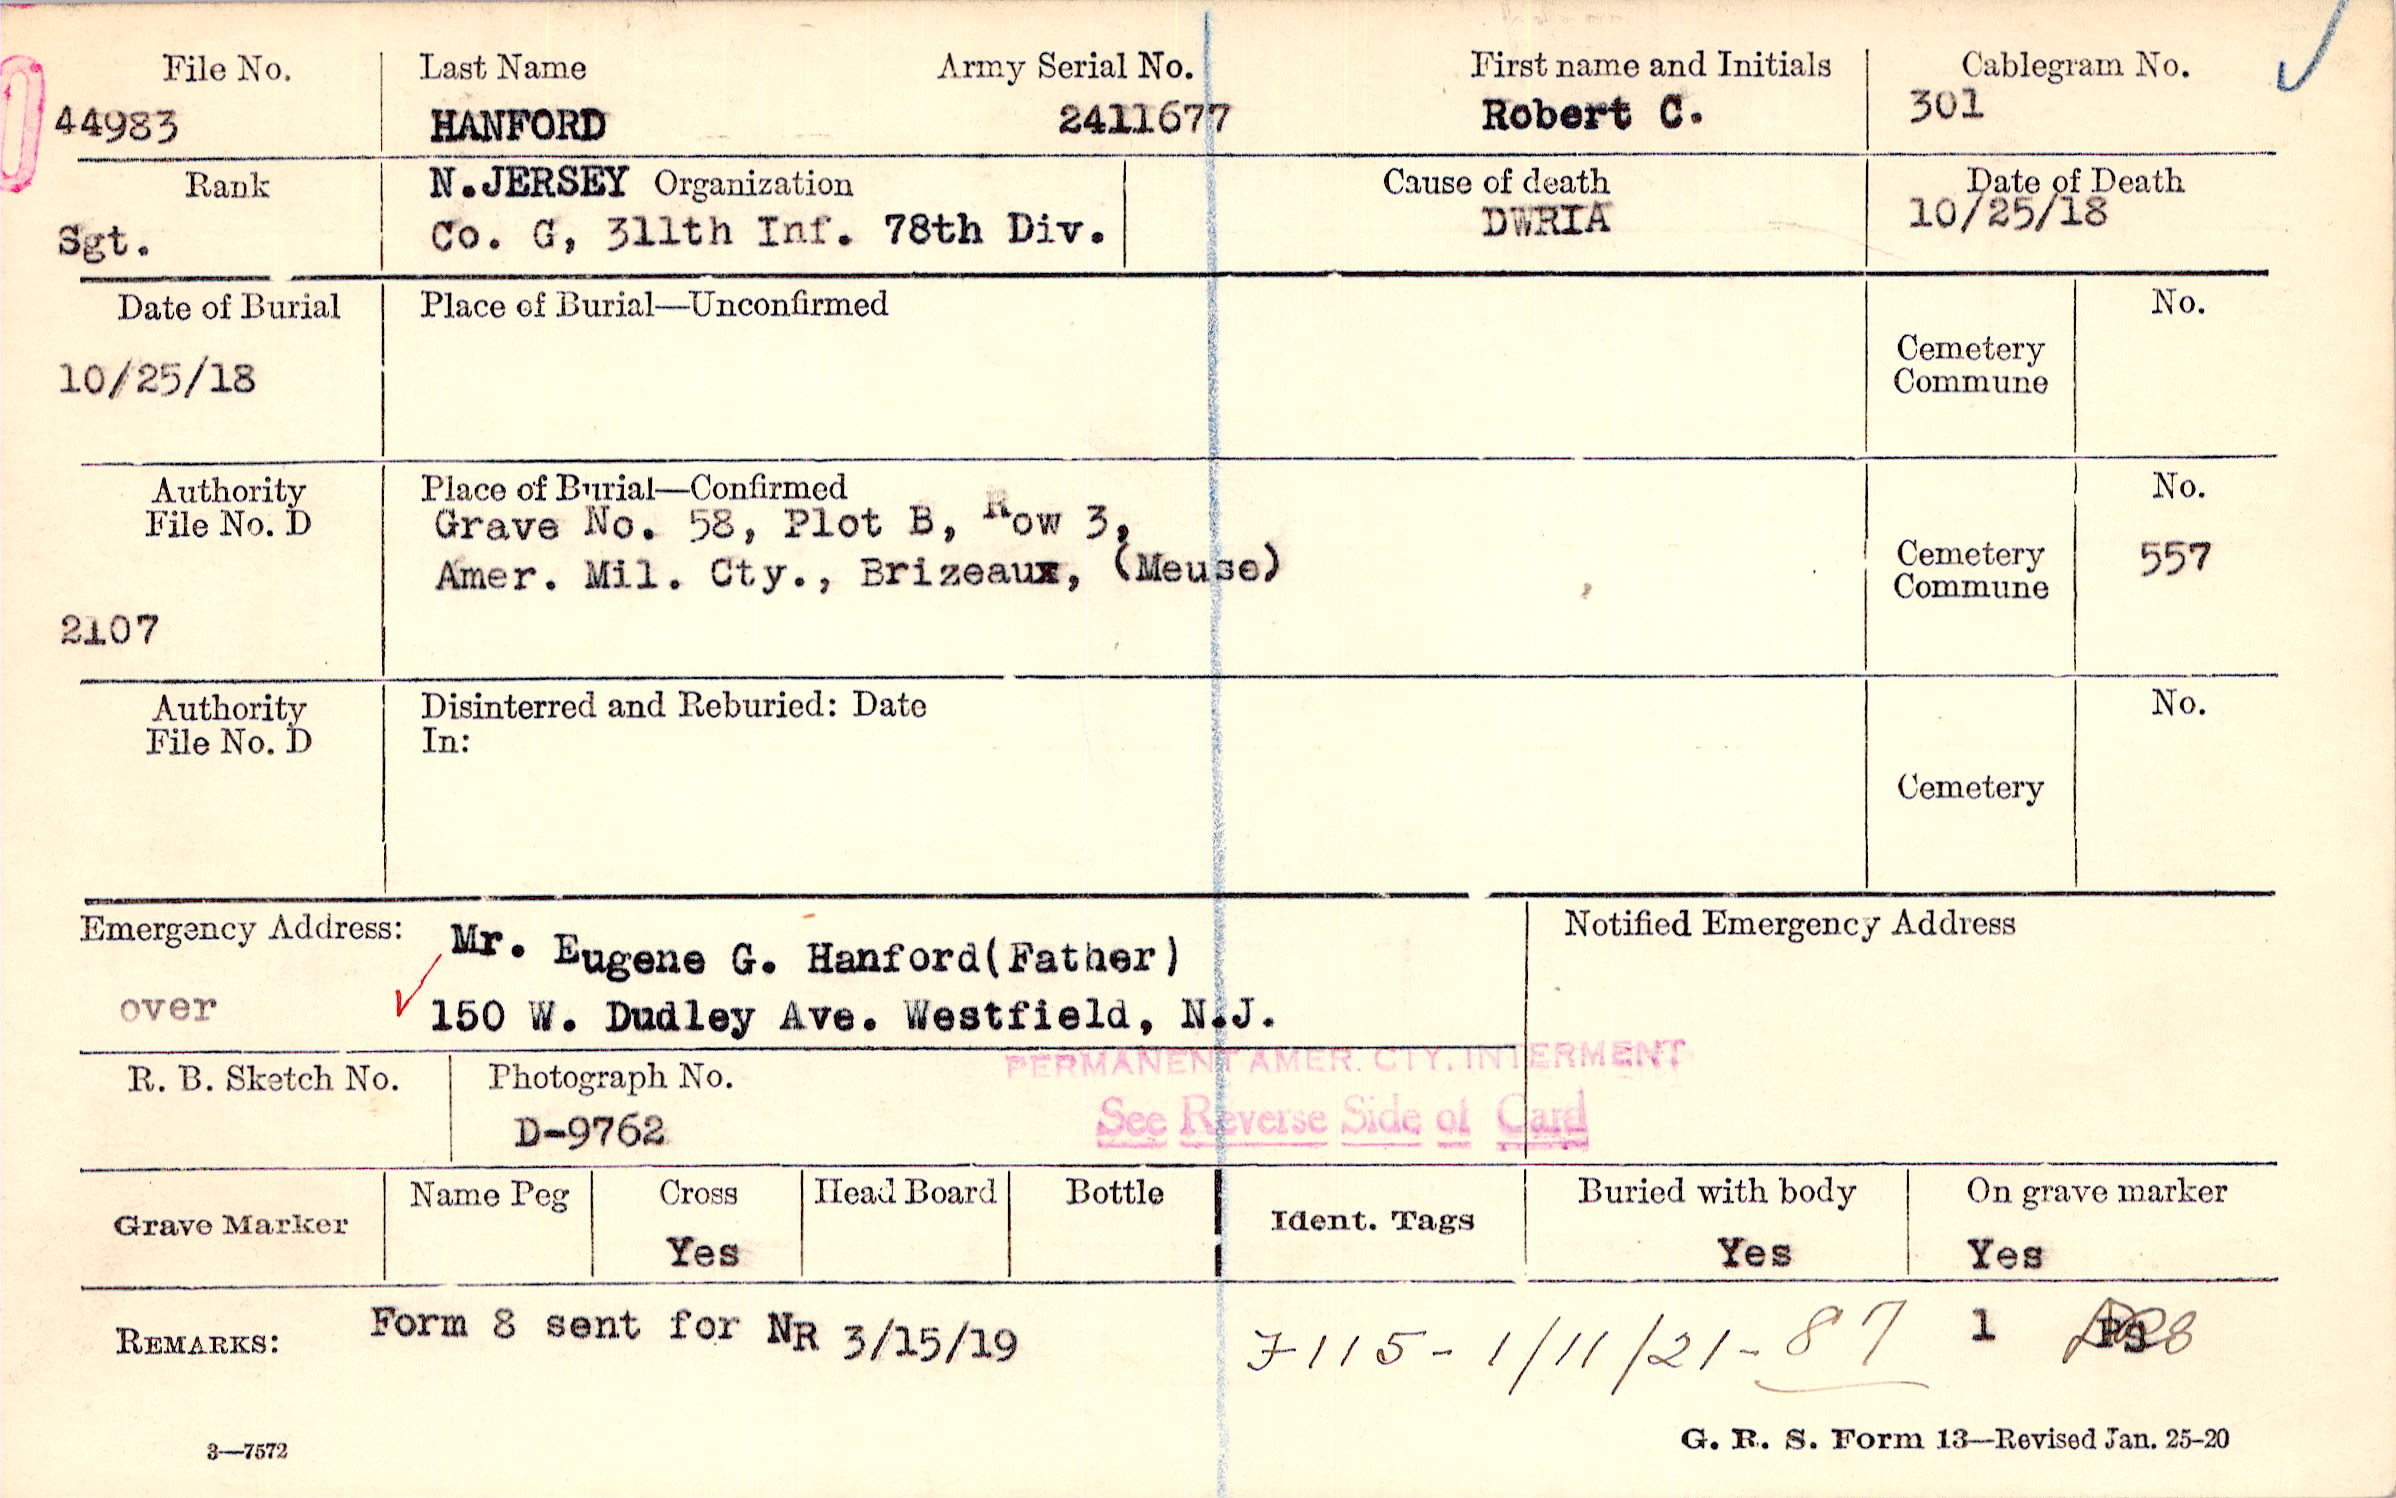 File No. Last Name Army Serial No. First name and Initials Cablegram No.
44983 HANFORD 2411677 Robert C. 301
Rank N.JERSEY Organization Cause of death Date of Death
Sgt. Co. G, 311th Inf. 78th Div. DWRIA 10/25/18
Date of Burial Place of Burial—Unconfirmed No.
10/25/18 Cemetery
Commune
Authority Place of Burial—Confirmed No.
File No. D Grave No. 58, Plot B, Row 3,
Amer. Mil. Cty., Brizeaux, (Meuse) Cemetery 557
Commune
2107
Authority Disinterred and Reburied: Date No.
File No. D In:
Cemetery
Emergency Address: Mr. Eugene G. Hanford(Father) Notified Emergency Address
over 150 W. Dudley Ave. Westfield, N.J.
PERMANENT AMER. CTY. INTERMENT
R. B. Sketch No. Photograph No.
D-9762 See Reverse Side of Card
Grave Marker Name Peg Cross Head Board Bottle Ident. Tags Buried with body On grave marker
Yes Yes Yes
REMARKS: Form 8 sent for NR 3/15/19 7115-1/11/21-87 1
3—7572 G. R. S. Form 13—Revised Jan. 25-20